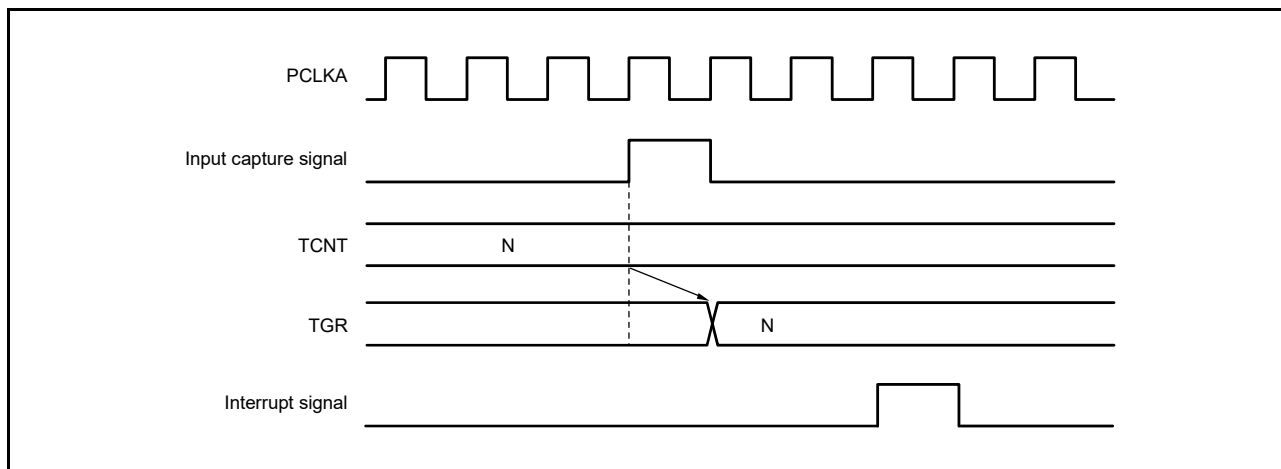 PCLKA
Input capture signal
TCNT
N
TGR
N
Interrupt signal